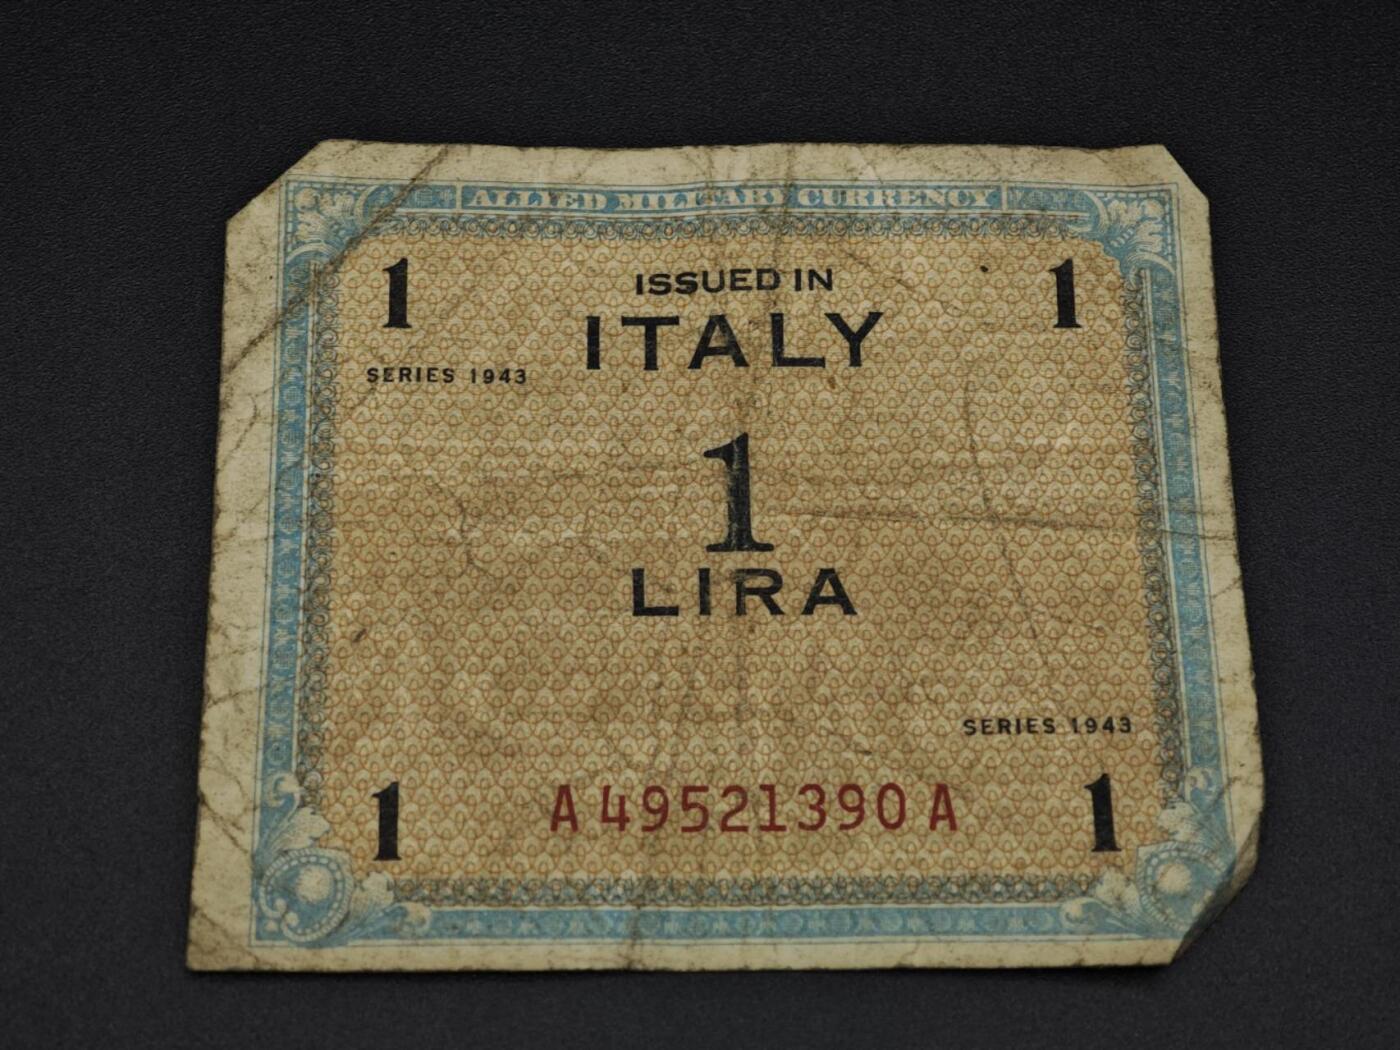 ALLIED MILITARY CURRENCY
1 ISSUED IN 1
ITALY
SERIES 1943
1
LIRA
SERIES 1943
1 A 49521390 A 1